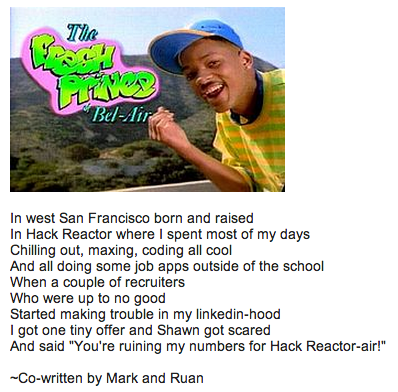 The
FRESH
PRINCE
of Bel-Air
In west San Francisco born and raised
In Hack Reactor where I spent most of my days
Chilling out, maxing, coding all cool
And all doing some job apps outside of the school
When a couple of recruiters
Who were up to no good
Started making trouble in my linkedin-hood
I got one tiny offer and Shawn got scared
And said "You're ruining my numbers for Hack Reactor-air!"
~Co-written by Mark and Ruan